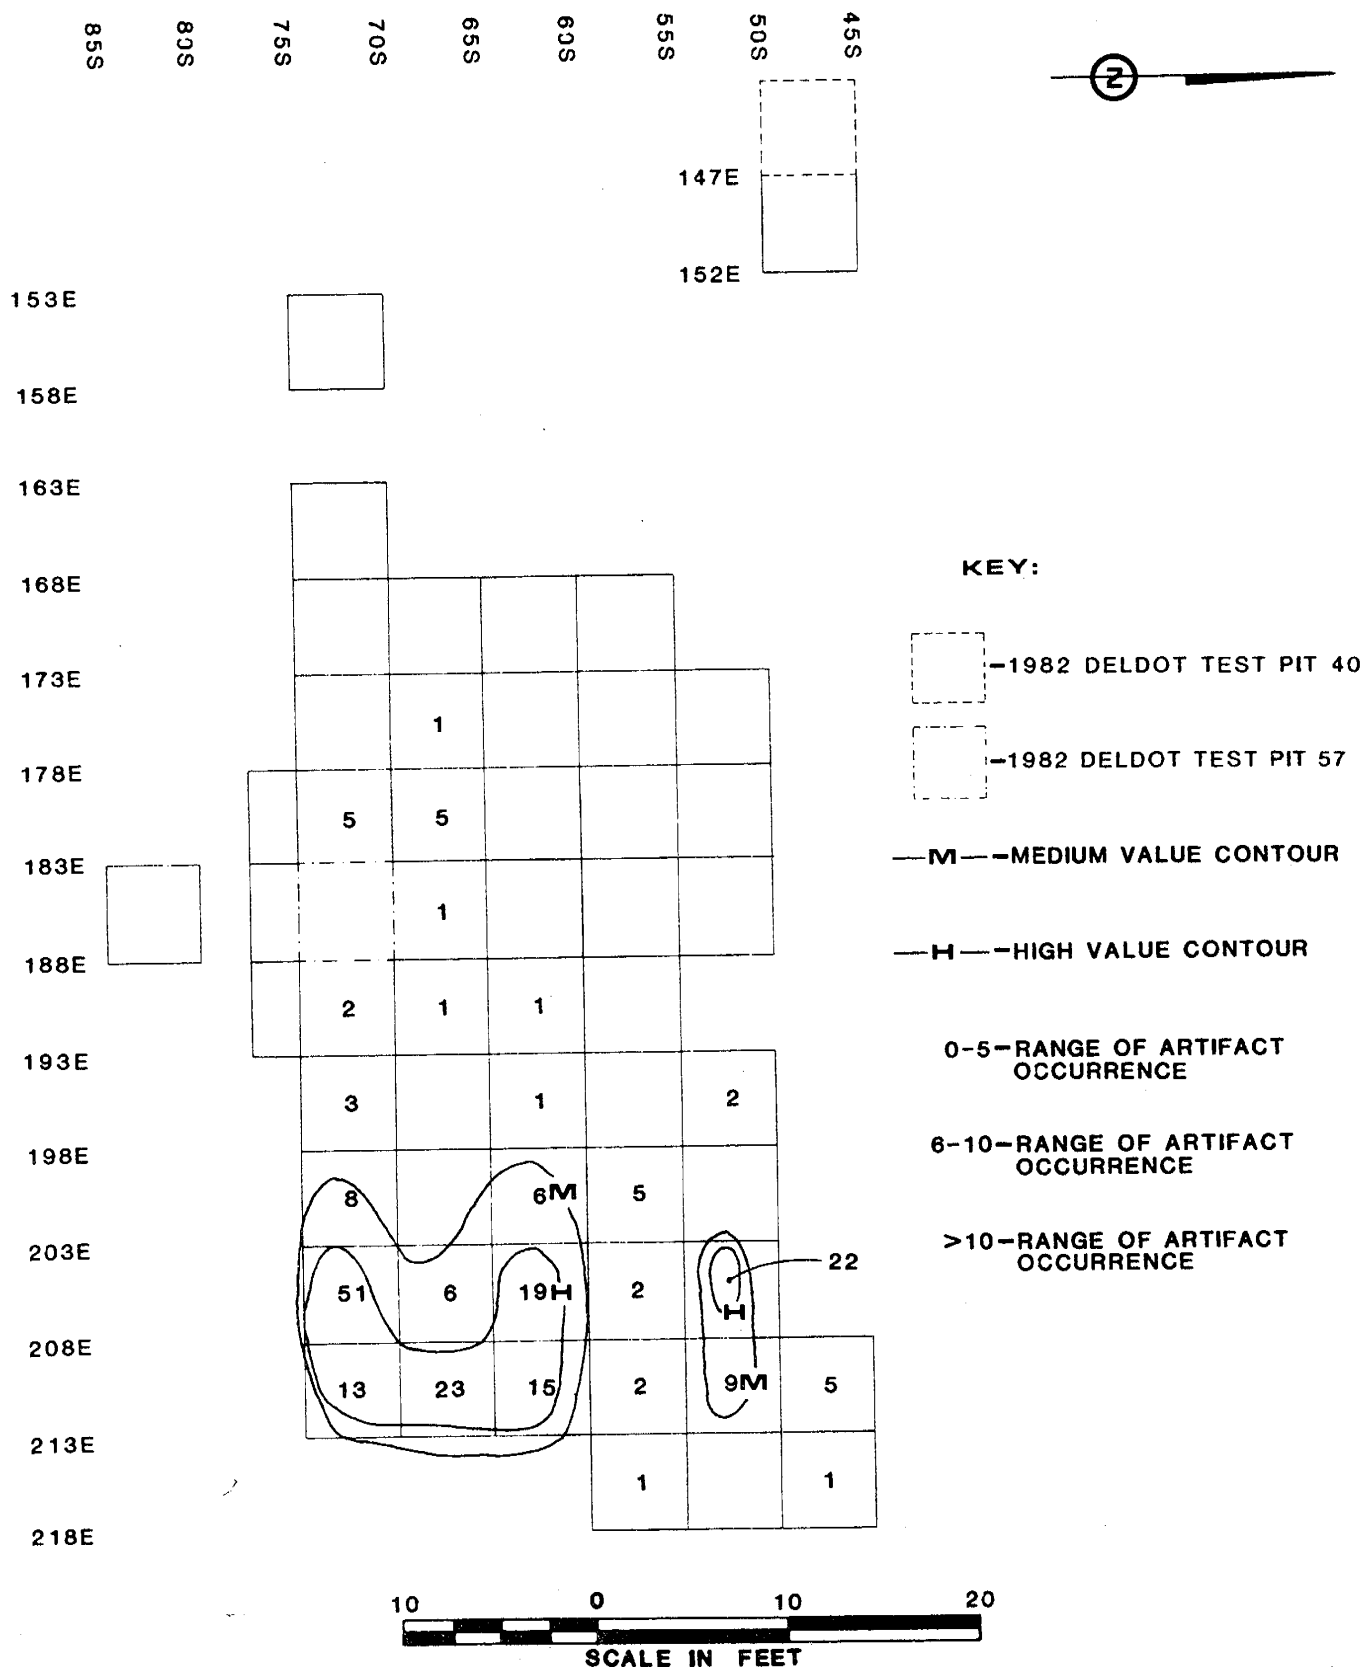 85S 80S 75S 70S 65S 60S 55S 50S 45S
N
147E
152E
153E
158E
163E
168E
KEY:
1982 DELDOT TEST PIT 40
173E
1
1982 DELDOT TEST PIT 57
178E
5 5
M - MEDIUM VALUE CONTOUR
183E
1
H - HIGH VALUE CONTOUR
188E
2 1 1
0-5-RANGE OF ARTIFACT
OCCURRENCE
193E
3 1 2
6-10-RANGE OF ARTIFACT
OCCURRENCE
198E
8 6 M 5
203E
>10-RANGE OF ARTIFACT
OCCURRENCE
22
51 6 19 H 2 H
208E
13 23 15 2 9 M 5
213E
1 1
218E
10 0 10 20
SCALE IN FEET